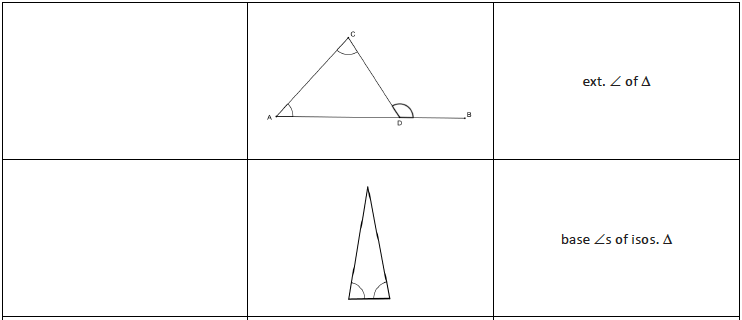 C
A
D
B
ext. ∠ of Δ
base ∠s of isos. Δ